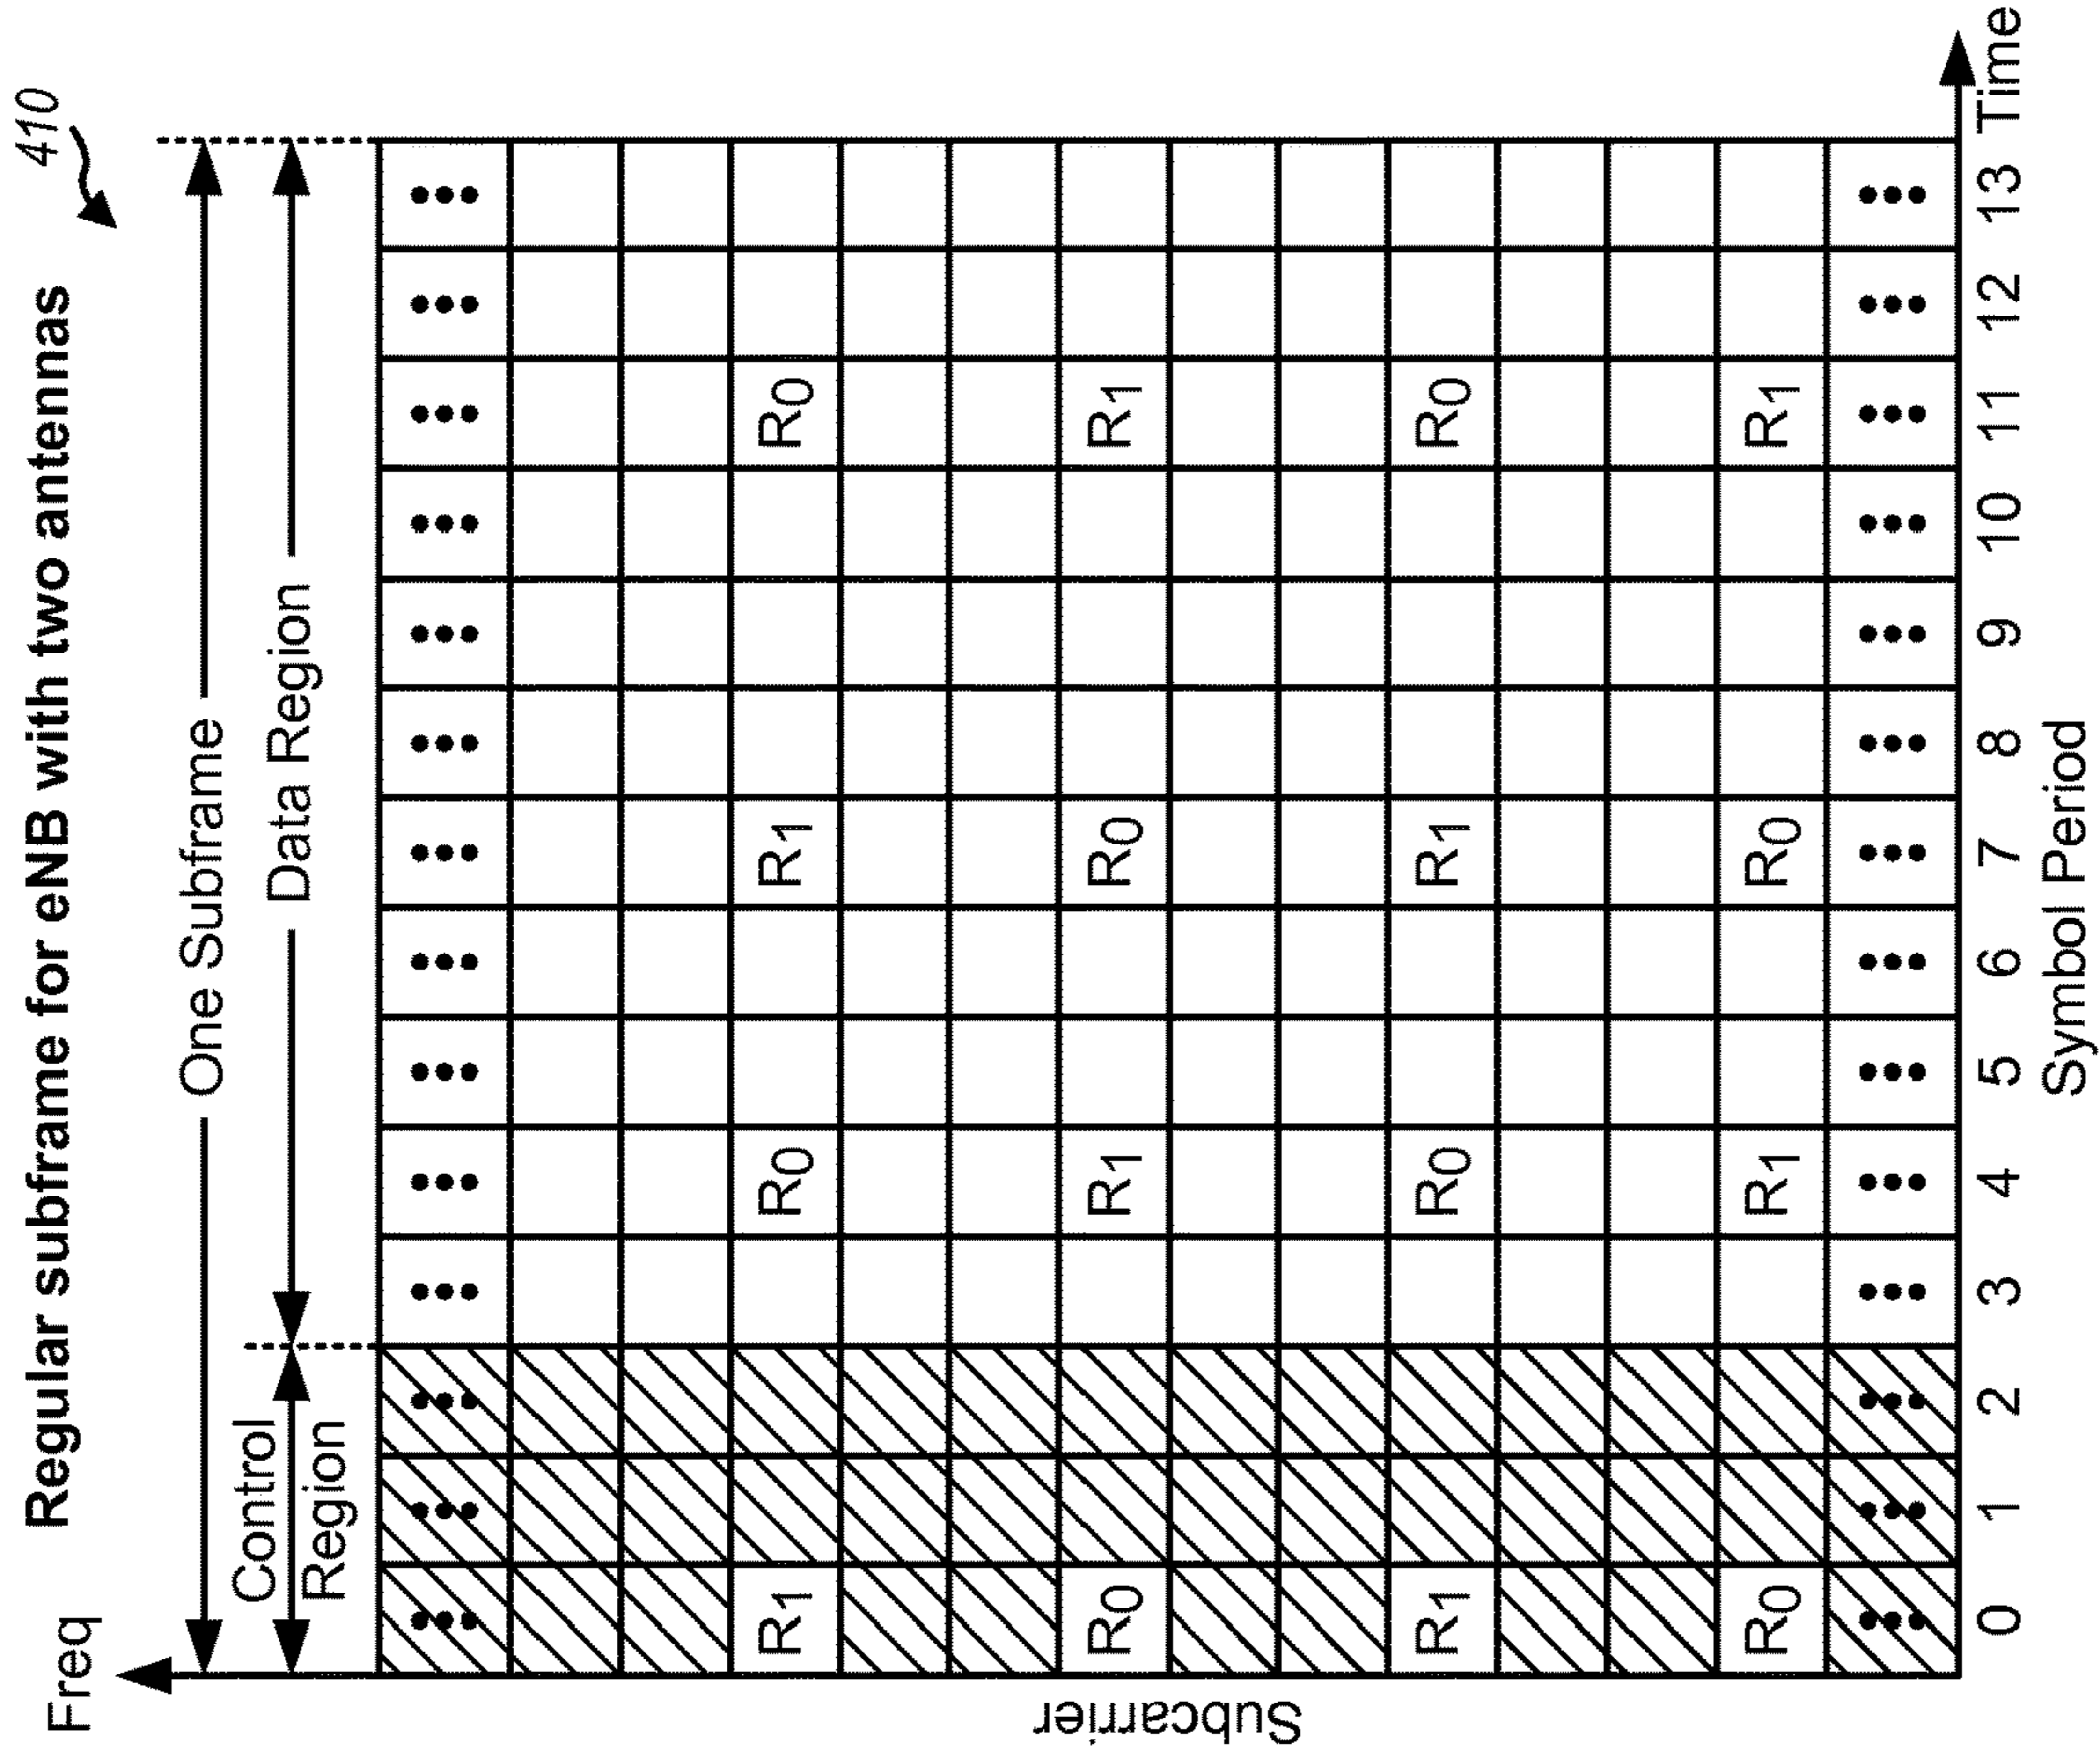 Regular subframe for eNB with two antennas
410
Freq
One Subframe
Control
Region
Data Region
R1 R0 R1 R0
R0 R1 R0 R1
R1 R0 R1 R0
R0 R1 R0 R1
Subcarrier
0 1 2 3 4 5 6 7 8 9 10 11 12 13 Time
Symbol Period